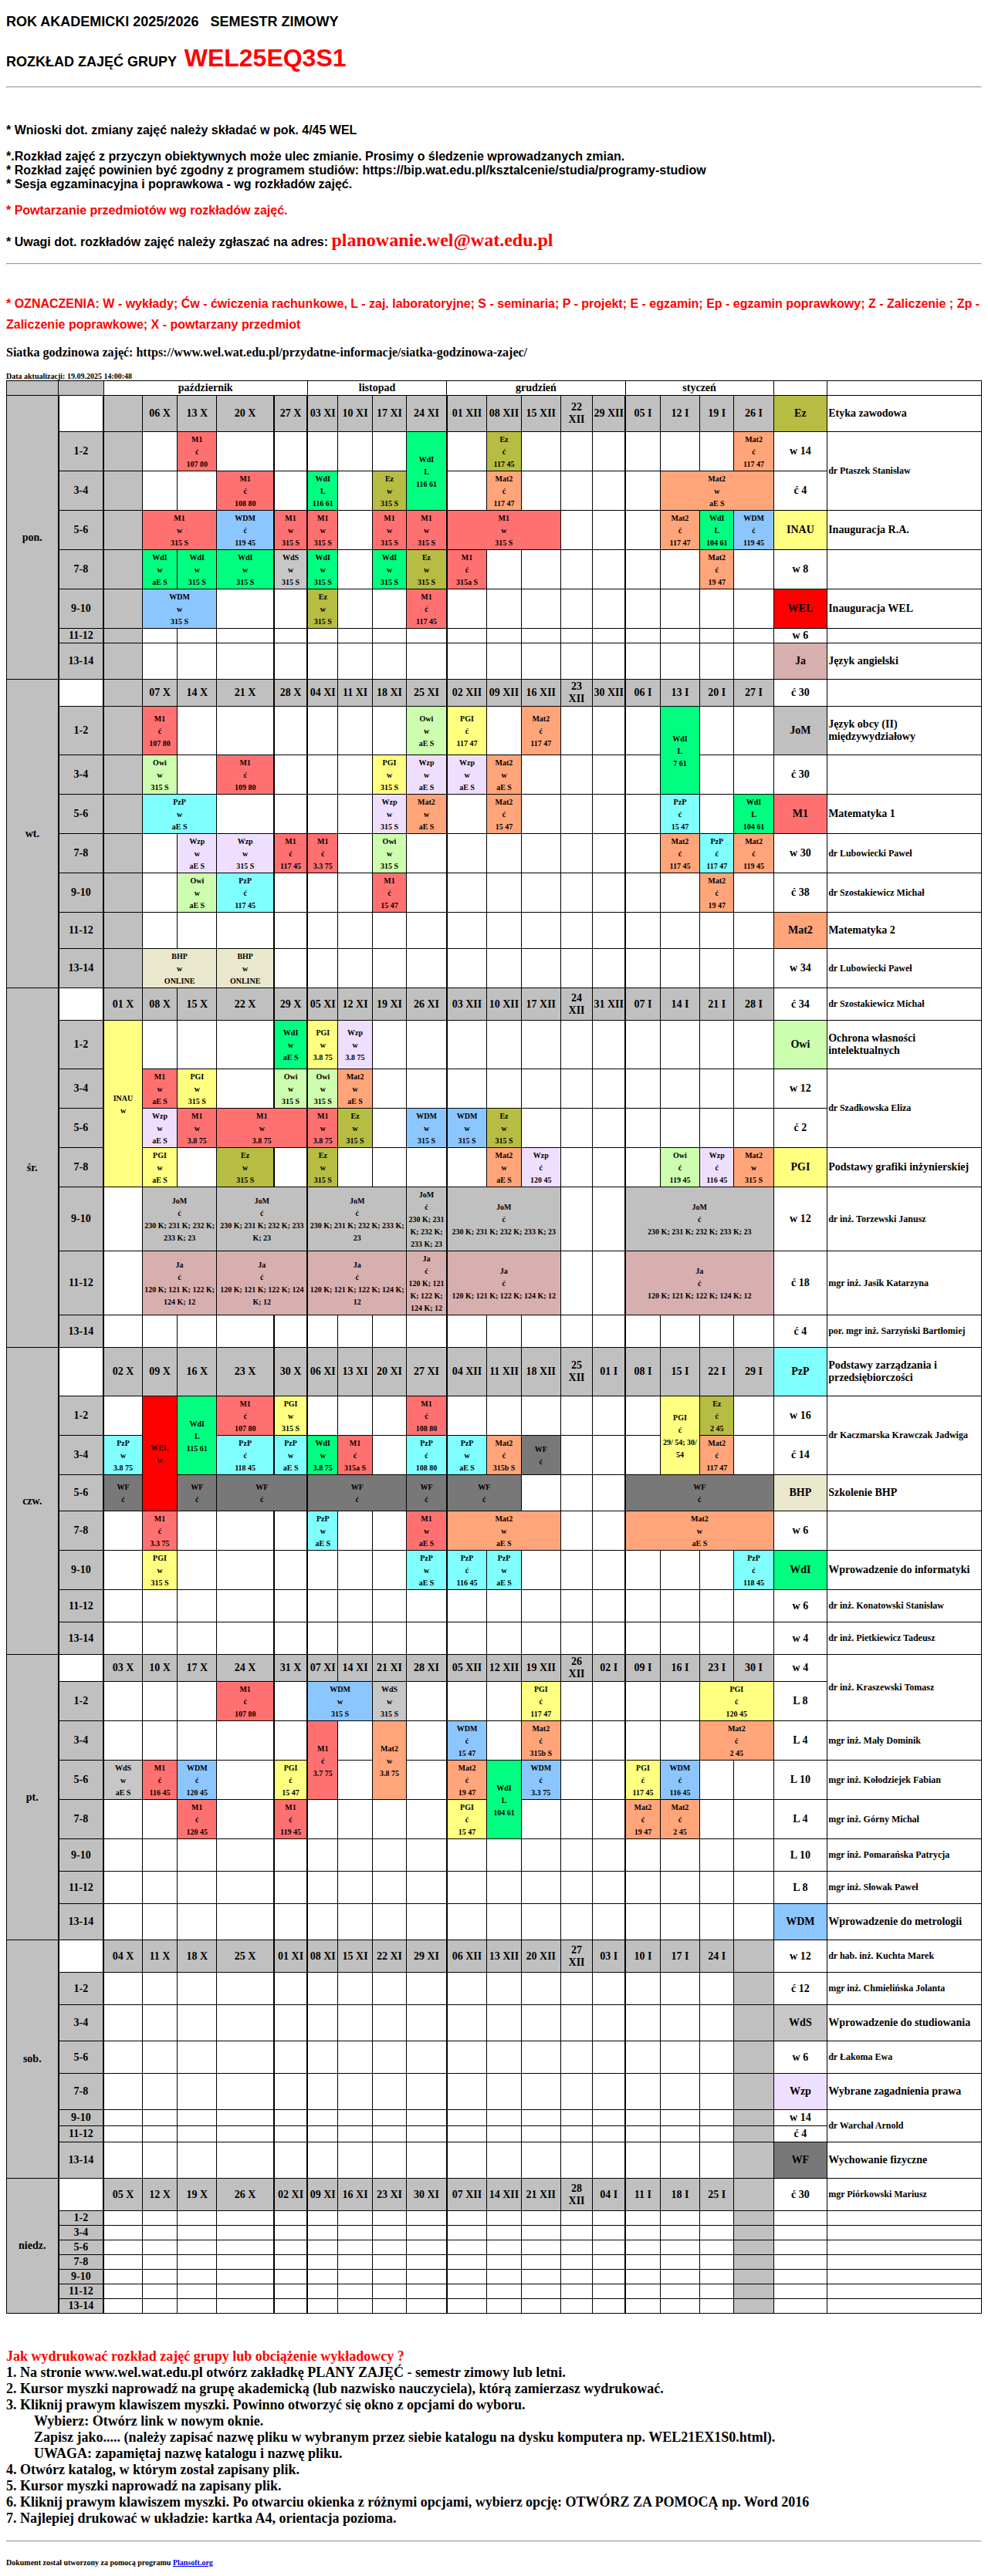 ROK AKADEMICKI 2025/2026 SEMESTR ZIMOWY
ROZKŁAD ZAJĘĆ GRUPY WEL25EQ3S1
* Wnioski dot. zmiany zajęć należy składać w pok. 4/45 WEL
*.Rozkład zajęć z przyczyn obiektywnych może ulec zmianie. Prosimy o śledzenie wprowadzanych zmian.
* Rozkład zajęć powinien być zgodny z programem studiów: https://bip.wat.edu.pl/ksztalcenie/studia/programy-studiow
* Sesja egzaminacyjna i poprawkowa - wg rozkładów zajęć.
* Powtarzanie przedmiotów wg rozkładów zajęć.
* Uwagi dot. rozkładów zajęć należy zgłaszać na adres: planowanie.wel@wat.edu.pl
* OZNACZENIA: W - wykłady; Ćw - ćwiczenia rachunkowe, L - zaj. laboratoryjne; S - seminaria; P - projekt; E - egzamin; Ep - egzamin poprawkowy; Z - Zaliczenie ; Zp -
Zaliczenie poprawkowe; X - powtarzany przedmiot
Siatka godzinowa zajęć: https://www.wel.wat.edu.pl/przydatne-informacje/siatka-godzinowa-zajec/
Data aktualizacji: 19.09.2025 14:00:48
październik listopad grudzień styczeń
pon. 06 X 13 X 20 X 27 X 03 XI 10 XI 17 XI 24 XI 01 XII 08 XII 15 XII 22 XII 29 XII 05 I 12 I 19 I 26 I Ez Etyka zawodowa
1-2 M1 ć 107 80 WdI L 116 61 Ez ć 117 45 Mat2 ć 117 47 w 14 dr Ptaszek Stanisław
3-4 M1 ć 108 80 WdI L 116 61 Ez w 315 S Mat2 ć 117 47 Mat2 w aE S ć 4
5-6 M1 w 315 S WDM ć 119 45 M1 w 315 S M1 w 315 S M1 w 315 S M1 w 315 S M1 w 315 S Mat2 ć 117 47 WdI L 104 61 WDM ć 119 45 INAU Inauguracja R.A.
7-8 WdI w aE S WdI w 315 S WdI w 315 S WdS w 315 S WdI w 315 S WdI w 315 S Ez w 315 S M1 ć 315a S Mat2 ć 19 47 w 8
9-10 WDM w 315 S Ez w 315 S M1 ć 117 45 WEL Inauguracja WEL
11-12 w 6
13-14 Ja Język angielski
wt. 07 X 14 X 21 X 28 X 04 XI 11 XI 18 XI 25 XI 02 XII 09 XII 16 XII 23 XII 30 XII 06 I 13 I 20 I 27 I ć 30
1-2 M1 ć 107 80 Owi w aE S PGI ć 117 47 Mat2 ć 117 47 WdI L 7 61 JoM Język obcy (II) międzywydziałowy
3-4 Owi w 315 S M1 ć 109 80 PGI w 315 S Wzp w aE S Wzp w aE S Mat2 w aE S ć 30
5-6 PzP w aE S Wzp w 315 S Mat2 w aE S Mat2 ć 15 47 PzP ć 15 47 WdI L 104 61 M1 Matematyka 1
7-8 Wzp w aE S Wzp w 315 S M1 ć 117 45 M1 ć 3.3 75 Owi w 315 S Mat2 ć 117 45 PzP ć 117 47 Mat2 ć 119 45 w 30 dr Lubowiecki Paweł
9-10 Owi w aE S PzP ć 117 45 M1 ć 15 47 Mat2 ć 19 47 ć 38 dr Szostakiewicz Michał
11-12 Mat2 Matematyka 2
13-14 BHP w ONLINE BHP w ONLINE w 34 dr Lubowiecki Paweł
śr. 01 X 08 X 15 X 22 X 29 X 05 XI 12 XI 19 XI 26 XI 03 XII 10 XII 17 XII 24 XII 31 XII 07 I 14 I 21 I 28 I ć 34 dr Szostakiewicz Michał
1-2 INAU w WdI w aE S PGI w 3.8 75 Wzp w 3.8 75 Owi Ochrona własności intelektualnych
3-4 M1 w aE S PGI w 315 S Owi w 315 S Owi w 315 S Mat2 w aE S w 12 dr Szadkowska Eliza
5-6 Wzp w aE S M1 w 3.8 75 M1 w 3.8 75 M1 w 3.8 75 Ez w 315 S WDM w 315 S WDM w 315 S Ez w 315 S ć 2
7-8 PGI w aE S Ez w 315 S Ez w 315 S Mat2 w aE S Wzp ć 120 45 Owi ć 119 45 Wzp ć 116 45 Mat2 w 315 S PGI Podstawy grafiki inżynierskiej
9-10 JoM ć 230 K; 231 K; 232 K; 233 K; 23 JoM ć 230 K; 231 K; 232 K; 233 K; 23 JoM ć 230 K; 231 K; 232 K; 233 K; 23 JoM ć 230 K; 231 K; 232 K; 233 K; 23 JoM ć 230 K; 231 K; 232 K; 233 K; 23 JoM ć 230 K; 231 K; 232 K; 233 K; 23 w 12 dr inż. Torzewski Janusz
11-12 Ja ć 120 K; 121 K; 122 K; 124 K; 12 Ja ć 120 K; 121 K; 122 K; 124 K; 12 Ja ć 120 K; 121 K; 122 K; 124 K; 12 Ja ć 120 K; 121 K; 122 K; 124 K; 12 Ja ć 120 K; 121 K; 122 K; 124 K; 12 Ja ć 120 K; 121 K; 122 K; 124 K; 12 ć 18 mgr inż. Jasik Katarzyna
13-14 ć 4 por. mgr inż. Sarzyński Bartłomiej
czw. 02 X 09 X 16 X 23 X 30 X 06 XI 13 XI 20 XI 27 XI 04 XII 11 XII 18 XII 25 XII 01 I 08 I 15 I 22 I 29 I PzP Podstawy zarządzania i przedsiębiorczości
1-2 WEL w WdI L 115 61 M1 ć 107 80 PGI w 315 S M1 ć 108 80 PGI ć 29/ 54; 30/ 54 Ez ć 2 45 w 16 dr Kaczmarska Krawczak Jadwiga
3-4 PzP w 3.8 75 PzP ć 118 45 PzP w aE S WdI w 3.8 75 M1 ć 315a S PzP ć 108 80 PzP w aE S Mat2 ć 315b S WF ć Mat2 ć 117 47 ć 14
5-6 WF ć WF ć WF ć WF ć WF ć WF ć WF ć BHP Szkolenie BHP
7-8 M1 ć 3.3 75 PzP w aE S M1 w aE S Mat2 w aE S Mat2 w aE S w 6
9-10 PGI w 315 S PzP w aE S PzP ć 116 45 PzP w aE S PzP ć 118 45 WdI Wprowadzenie do informatyki
11-12 w 6 dr inż. Konatowski Stanisław
13-14 w 4 dr inż. Pietkiewicz Tadeusz
pt. 03 X 10 X 17 X 24 X 31 X 07 XI 14 XI 21 XI 28 XI 05 XII 12 XII 19 XII 26 XII 02 I 09 I 16 I 23 I 30 I w 4 dr inż. Kraszewski Tomasz
1-2 M1 ć 107 80 WDM w 315 S WdS w 315 S PGI ć 117 47 PGI ć 120 45 L 8
3-4 M1 ć 3.7 75 Mat2 w 3.8 75 WDM ć 15 47 Mat2 ć 315b S Mat2 ć 2 45 L 4 mgr inż. Mały Dominik
5-6 WdS w aE S M1 ć 116 45 WDM ć 120 45 PGI ć 15 47 Mat2 ć 19 47 WdI L 104 61 WDM ć 3.3 75 PGI ć 117 45 WDM ć 116 45 L 10 mgr inż. Kołodziejek Fabian
7-8 M1 ć 120 45 M1 ć 119 45 PGI ć 15 47 Mat2 ć 19 47 Mat2 ć 2 45 L 4 mgr inż. Górny Michał
9-10 L 10 mgr inż. Pomarańska Patrycja
11-12 L 8 mgr inż. Słowak Paweł
13-14 WDM Wprowadzenie do metrologii
sob. 04 X 11 X 18 X 25 X 01 XI 08 XI 15 XI 22 XI 29 XI 06 XII 13 XII 20 XII 27 XII 03 I 10 I 17 I 24 I w 12 dr hab. inż. Kuchta Marek
1-2 ć 12 mgr inż. Chmielińska Jolanta
3-4 WdS Wprowadzenie do studiowania
5-6 w 6 dr Łakoma Ewa
7-8 Wzp Wybrane zagadnienia prawa
9-10 w 14 dr Warchał Arnold
11-12 ć 4
13-14 WF Wychowanie fizyczne
niedz. 05 X 12 X 19 X 26 X 02 XI 09 XI 16 XI 23 XI 30 XI 07 XII 14 XII 21 XII 28 XII 04 I 11 I 18 I 25 I ć 30 mgr Piórkowski Mariusz
1-2
3-4
5-6
7-8
9-10
11-12
13-14
Jak wydrukować rozkład zajęć grupy lub obciążenie wykładowcy ?
1. Na stronie www.wel.wat.edu.pl otwórz zakładkę PLANY ZAJĘĆ - semestr zimowy lub letni.
2. Kursor myszki naprowadź na grupę akademicką (lub nazwisko nauczyciela), którą zamierzasz wydrukować.
3. Kliknij prawym klawiszem myszki. Powinno otworzyć się okno z opcjami do wyboru.
Wybierz: Otwórz link w nowym oknie.
Zapisz jako..... (należy zapisać nazwę pliku w wybranym przez siebie katalogu na dysku komputera np. WEL21EX1S0.html).
UWAGA: zapamiętaj nazwę katalogu i nazwę pliku.
4. Otwórz katalog, w którym został zapisany plik.
5. Kursor myszki naprowadź na zapisany plik.
6. Kliknij prawym klawiszem myszki. Po otwarciu okienka z różnymi opcjami, wybierz opcję: OTWÓRZ ZA POMOCĄ np. Word 2016
7. Najlepiej drukować w układzie: kartka A4, orientacja pozioma.
Dokument został utworzony za pomocą programu Plansoft.org